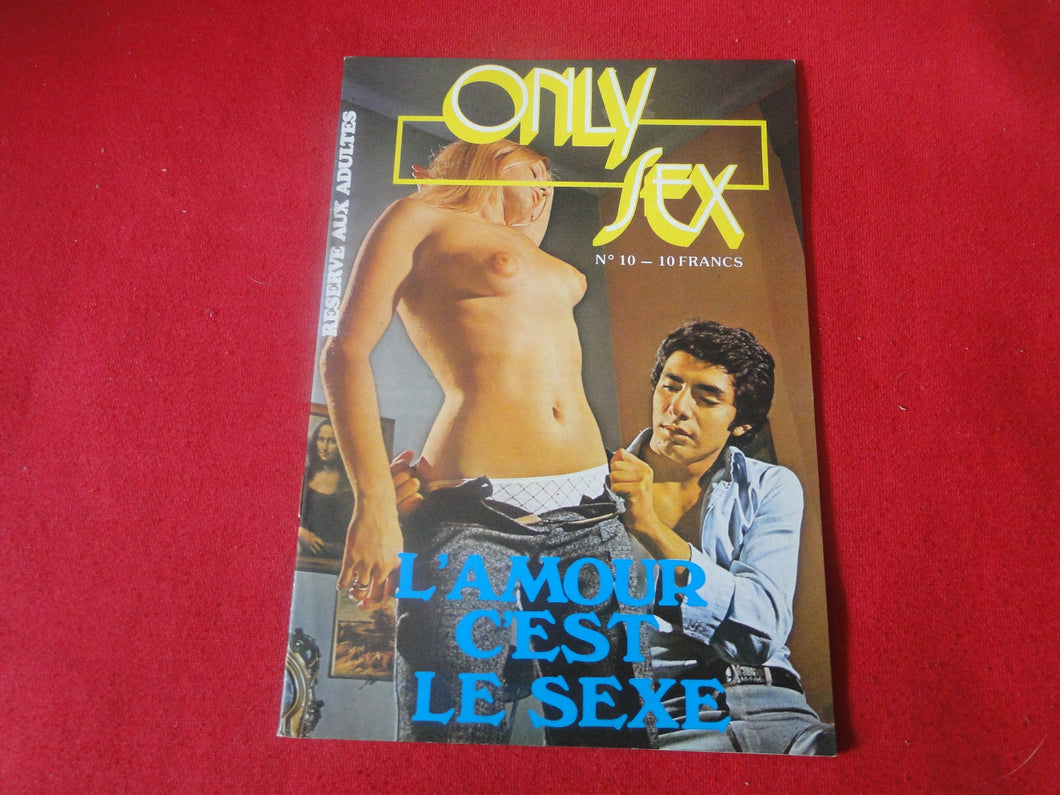 ONLY
SEX
N° 10 — 10 FRANCS
RESERVE AUX ADULTES
L'AMOUR
C'EST
LE SEXE